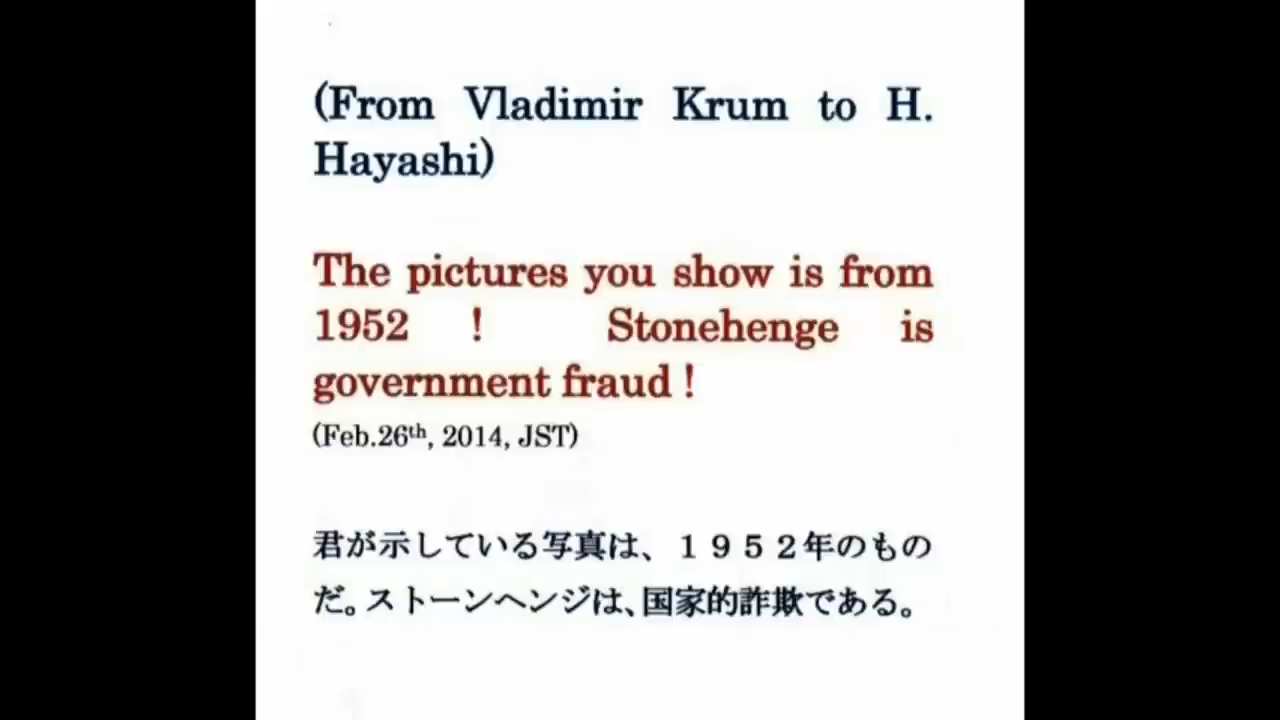 (From Vladimir Krum to H.
Hayashi)
The pictures you show is from
1952 ! Stonehenge is
government fraud !
(Feb.26th, 2014, JST)
君が示している写真は、１９５２年のもの
だ。ストーンヘンジは、国家的詐欺である。